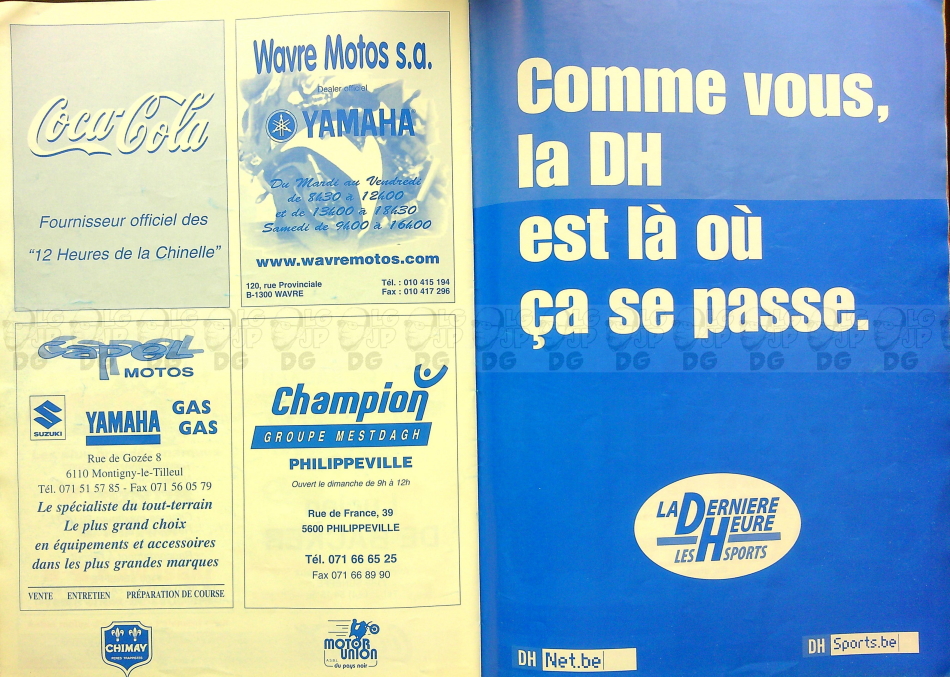 Coca-Cola
Fournisseur officiel des
“12 Heures de la Chinelle”
Wavre Motos s.a.
Dealer officiel
YAMAHA
Du Mardi au Vendredi
de 8h30 à 12h00
et de 13h00 à 18h30
Samedi de 9h00 à 16h00
www.wavremotos.com
120, rue Provinciale
B-1300 WAVRE
Tél. : 010 415 194
Fax : 010 417 296
MOTOS
SUZUKI
YAMAHA
GAS
GAS
Rue de Gozée 8
6110 Montigny-le-Tilleul
Tél. 071 51 57 85 - Fax 071 56 05 79
Le spécialiste du tout-terrain
Le plus grand choix
en équipements et accessoires
dans les plus grandes marques
VENTE ENTRETIEN PRÉPARATION DE COURSE
Champion
GROUPE MESTDAGH
PHILIPPEVILLE
Ouvert le dimanche de 9h à 12h
Rue de France, 39
5600 PHILIPPEVILLE
Tél. 071 66 65 25
Fax 071 66 89 90
CHIMAY
PÈRES TRAPPISTES
MOTOR
UNION
A.S.B.L.
du pays noir
Comme vous,
la DH
est là où
ça se passe.
LA DERNIERE
HEURE
LES SPORTS
DH Net.be
DH Sports.be
LG
JP
DG